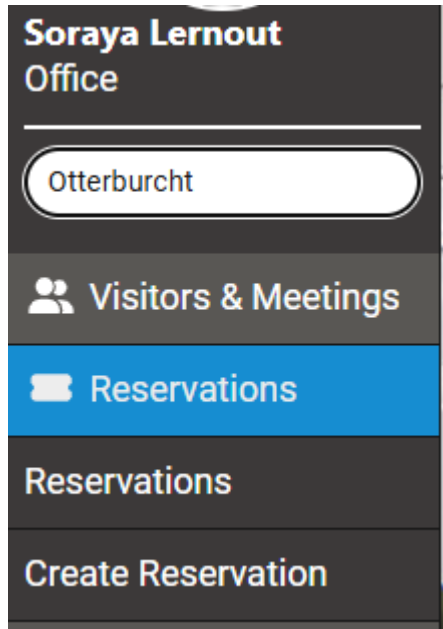 Soraya Lernout
Office
Otterburcht
Visitors & Meetings
Reservations
Reservations
Create Reservation